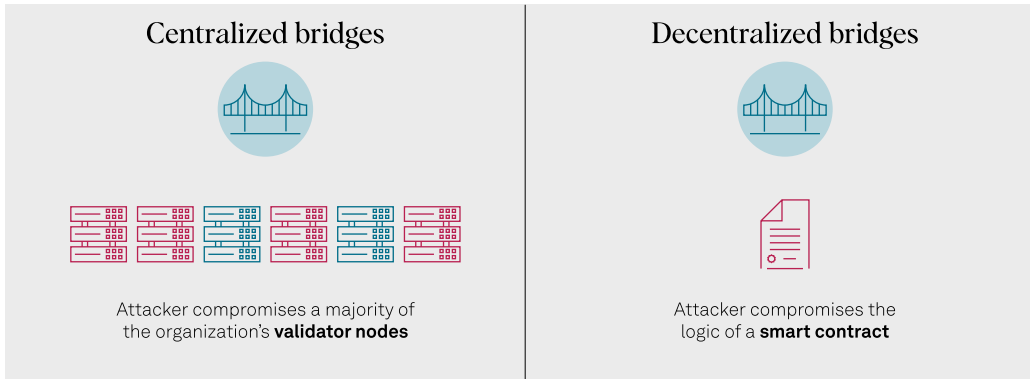 Centralized bridges
Attacker compromises a majority of
the organization's validator nodes
Decentralized bridges
Attacker compromises the
logic of a smart contract